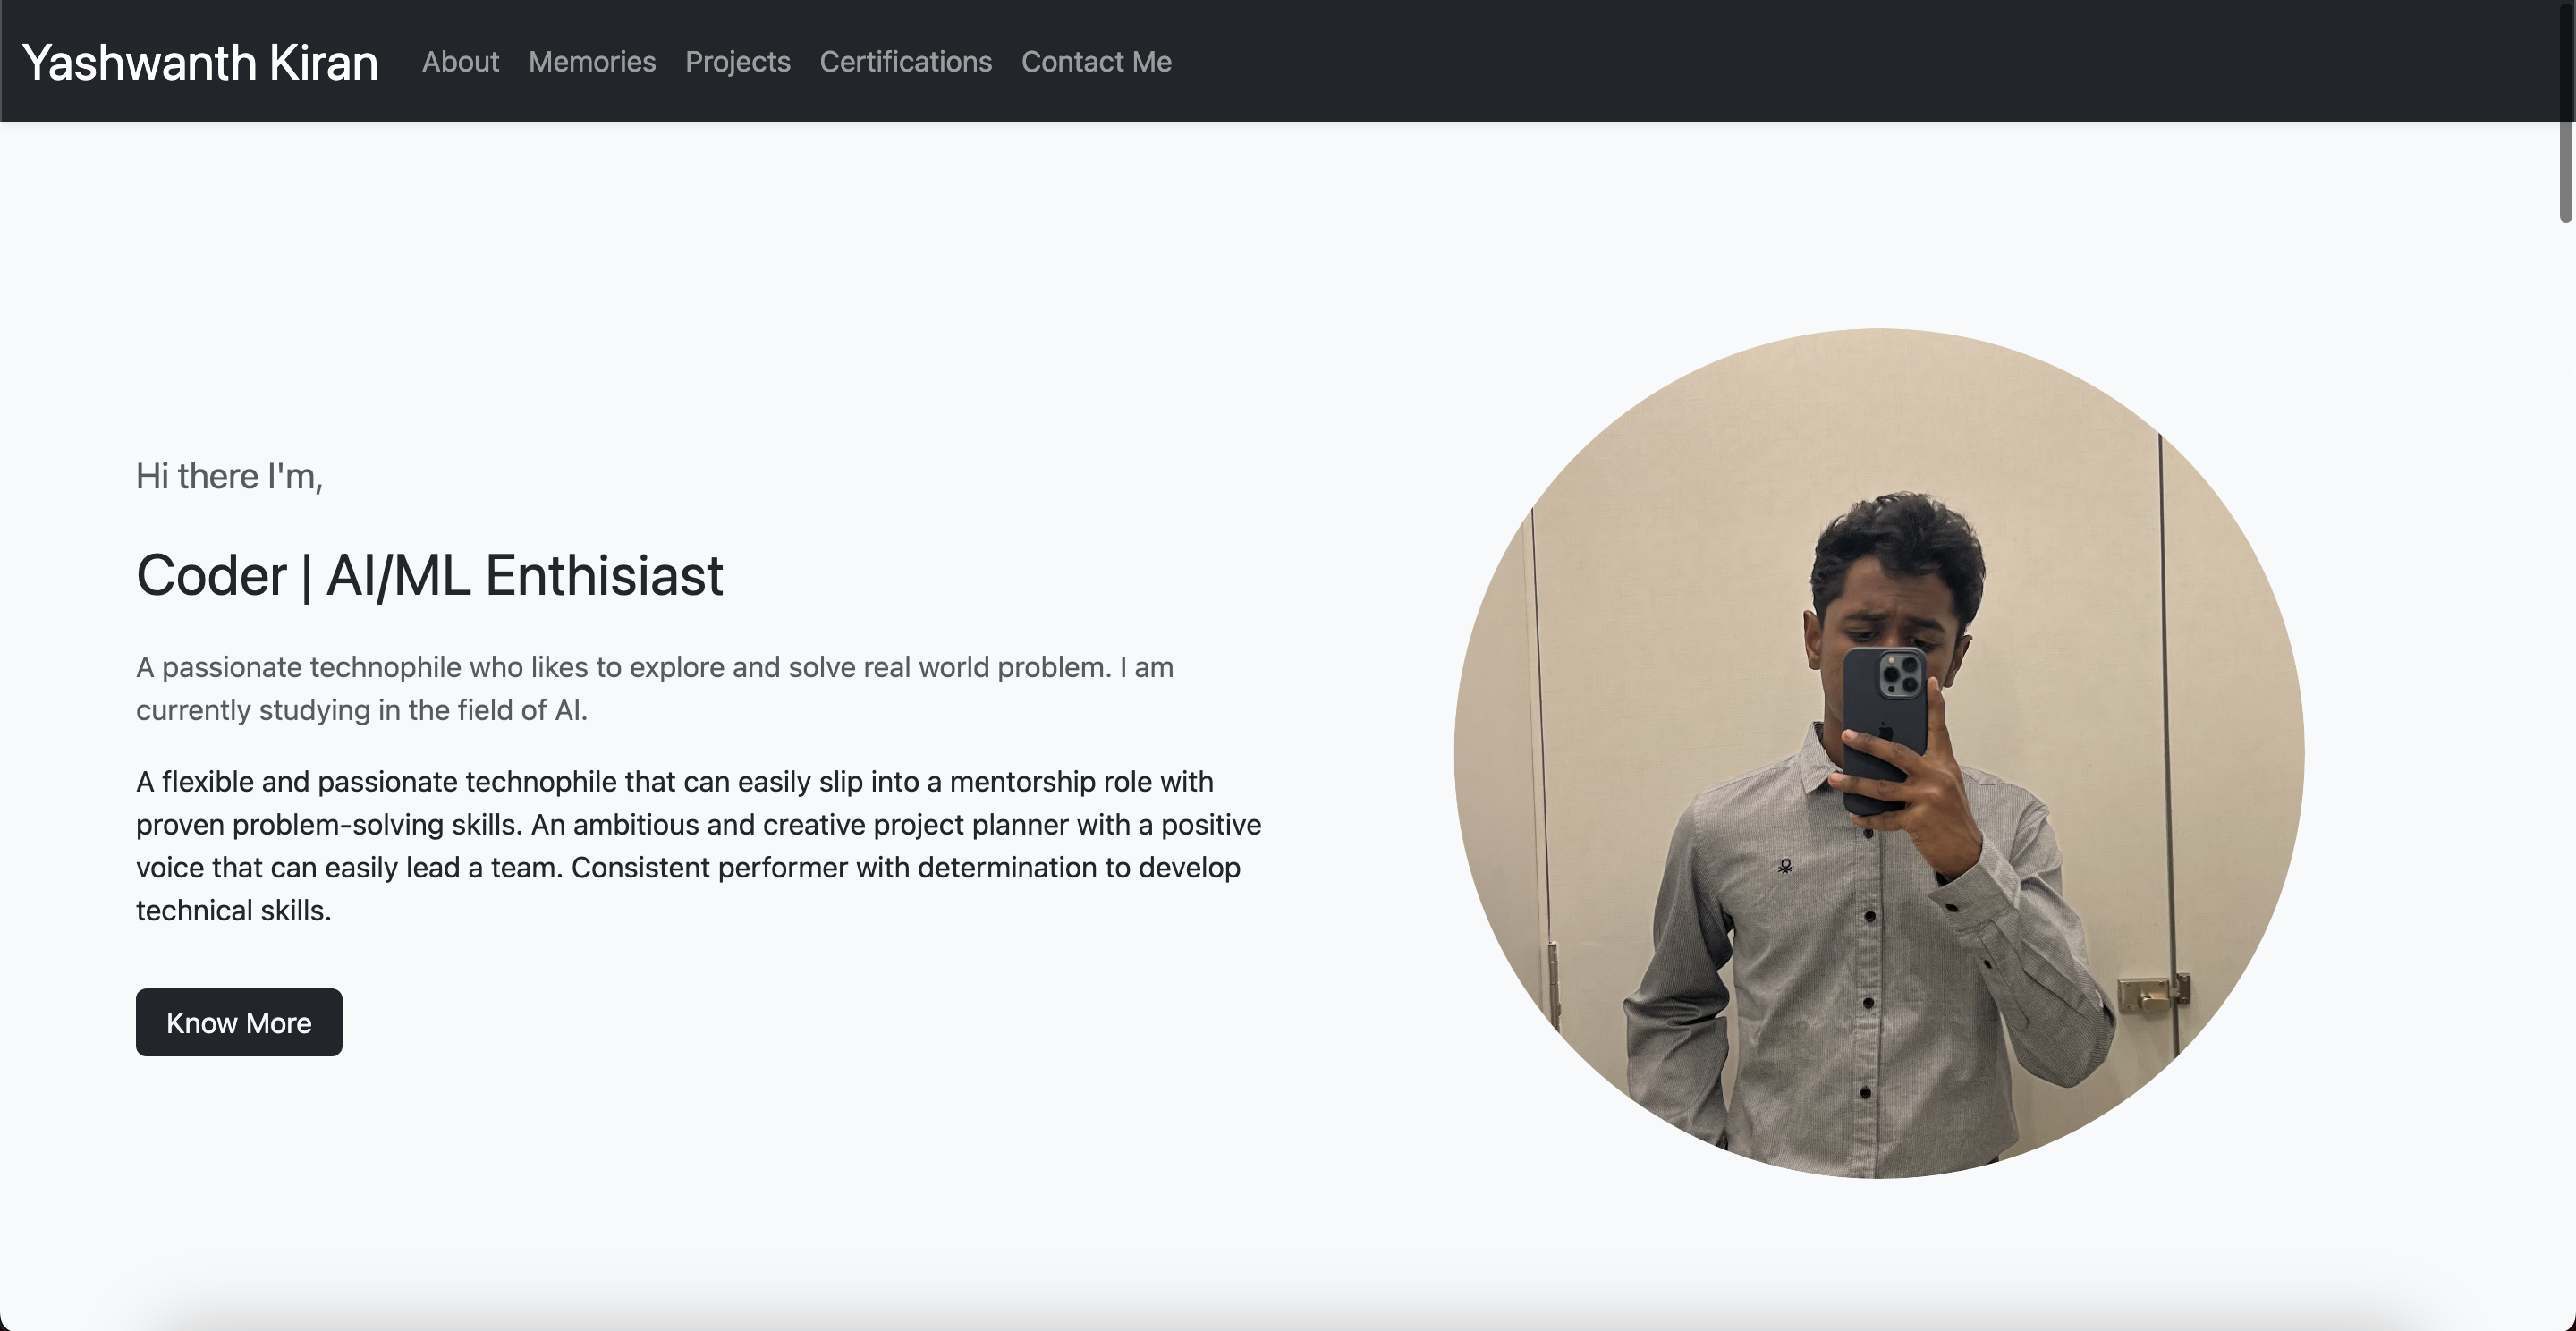 Yashwanth Kiran About Memories Projects Certifications Contact Me
Hi there I'm,
Coder | AI/ML Enthisiast
A passionate technophile who likes to explore and solve real world problem. I am
currently studying in the field of AI.
A flexible and passionate technophile that can easily slip into a mentorship role with
proven problem-solving skills. An ambitious and creative project planner with a positive
voice that can easily lead a team. Consistent performer with determination to develop
technical skills.
Know More